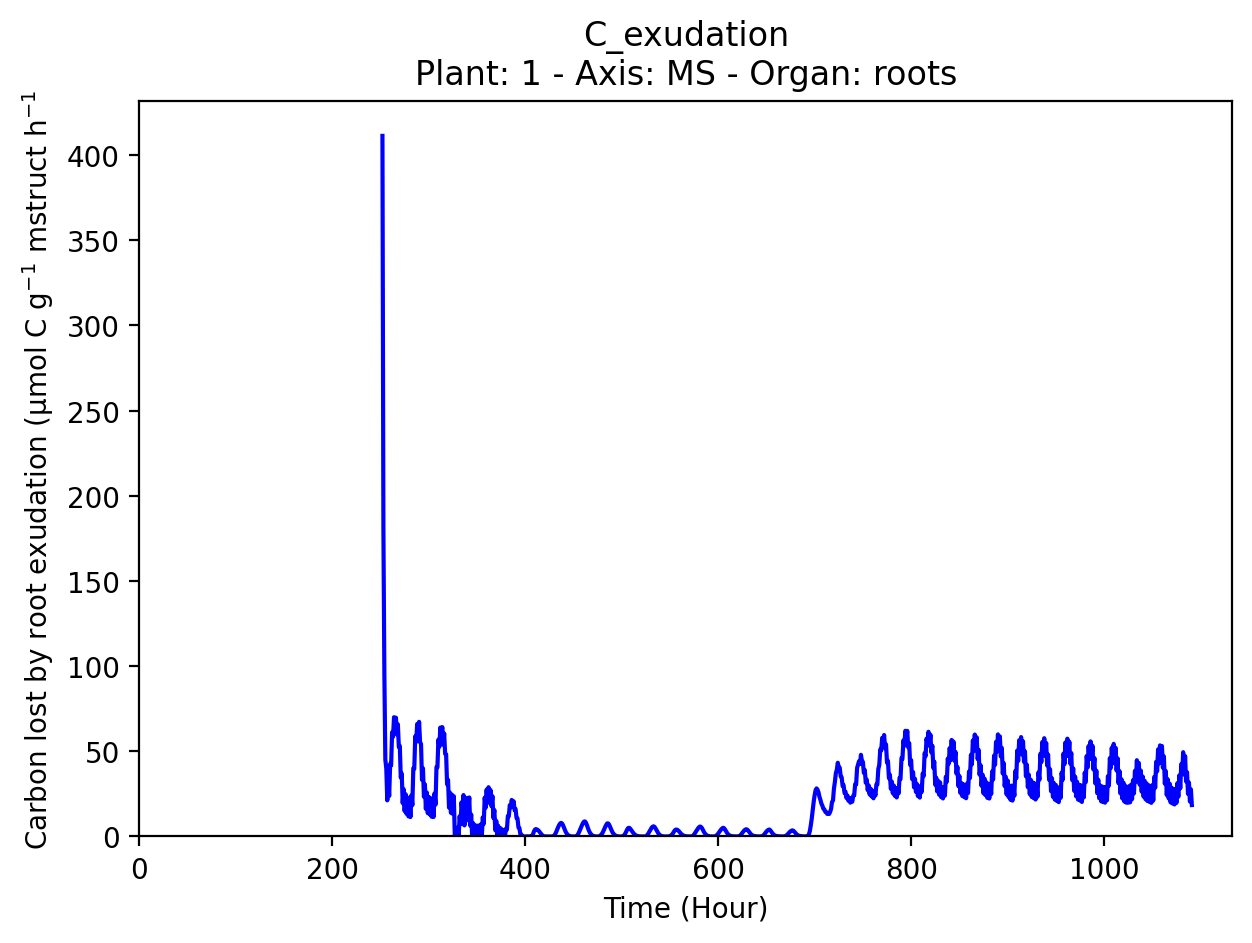 C_exudation
Plant: 1 - Axis: MS - Organ: roots
Carbon lost by root exudation (µmol C g⁻¹ mstruct h⁻¹
400
350
300
250
200
150
100
50
0
0 200 400 600 800 1000
Time (Hour)